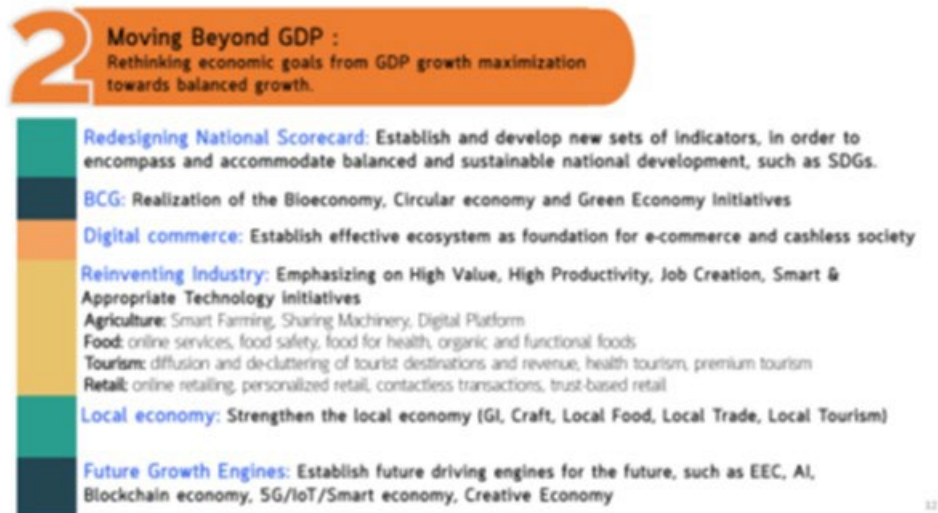 2
Moving Beyond GDP :
Rethinking economic goals from GDP growth maximization
towards balanced growth.
Redesigning National Scorecard: Establish and develop new sets of indicators, in order to
encompass and accommodate balanced and sustainable national development, such as SDGs.
BCG: Realization of the Bioeconomy, Circular economy and Green Economy Initiatives
Digital commerce: Establish effective ecosystem as foundation for e-commerce and cashless society
Reinventing Industry: Emphasizing on High Value, High Productivity, Job Creation, Smart &
Appropriate Technology initiatives
Agriculture: Smart Farming, Sharing Machinery, Digital Platform
Food: online services, food safety, food for health, organic and functional foods
Tourism: diffusion and de-cluttering of tourist destinations and revenue, health tourism, premium tourism
Retail: online retailing, personalized retail, contactless transactions, trust-based retail
Local economy: Strengthen the local economy (GI, Craft, Local Food, Local Trade, Local Tourism)
Future Growth Engines: Establish future driving engines for the future, such as EEC, AI,
Blockchain economy, 5G/IoT/Smart economy, Creative Economy
12